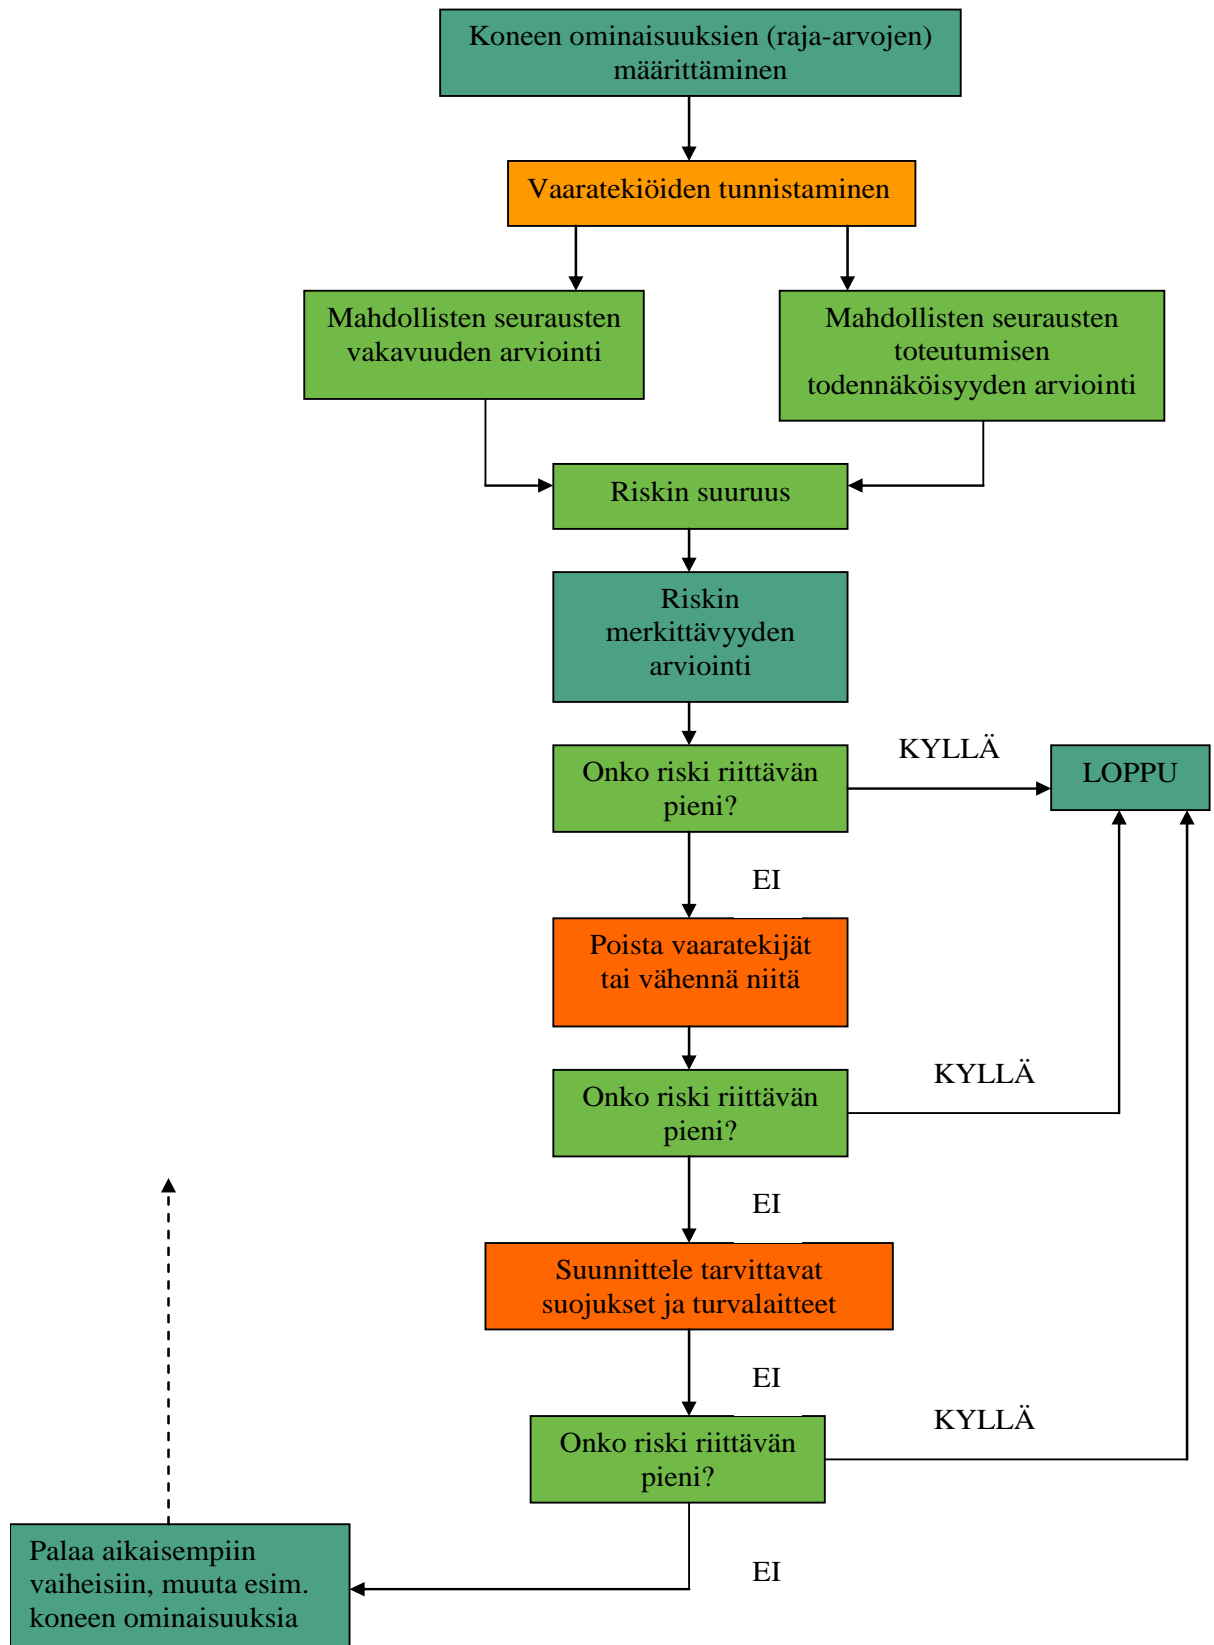 Koneen ominaisuuksien (raja-arvojen)
määrittäminen
Vaaratekiöiden tunnistaminen
Mahdollisten seurausten
vakavuuden arviointi
Mahdollisten seurausten
toteutumisen
todennäköisyyden arviointi
Riskin suuruus
Riskin
merkittävyyden
arviointi
Onko riski riittävän
pieni?
KYLLÄ
LOPPU
EI
Poista vaaratekijät
tai vähennä niitä
Onko riski riittävän
pieni?
KYLLÄ
EI
Suunnittele tarvittavat
suojukset ja turvalaitteet
EI
Onko riski riittävän
pieni?
KYLLÄ
EI
Palaa aikaisempiin
vaiheisiin, muuta esim.
koneen ominaisuuksia